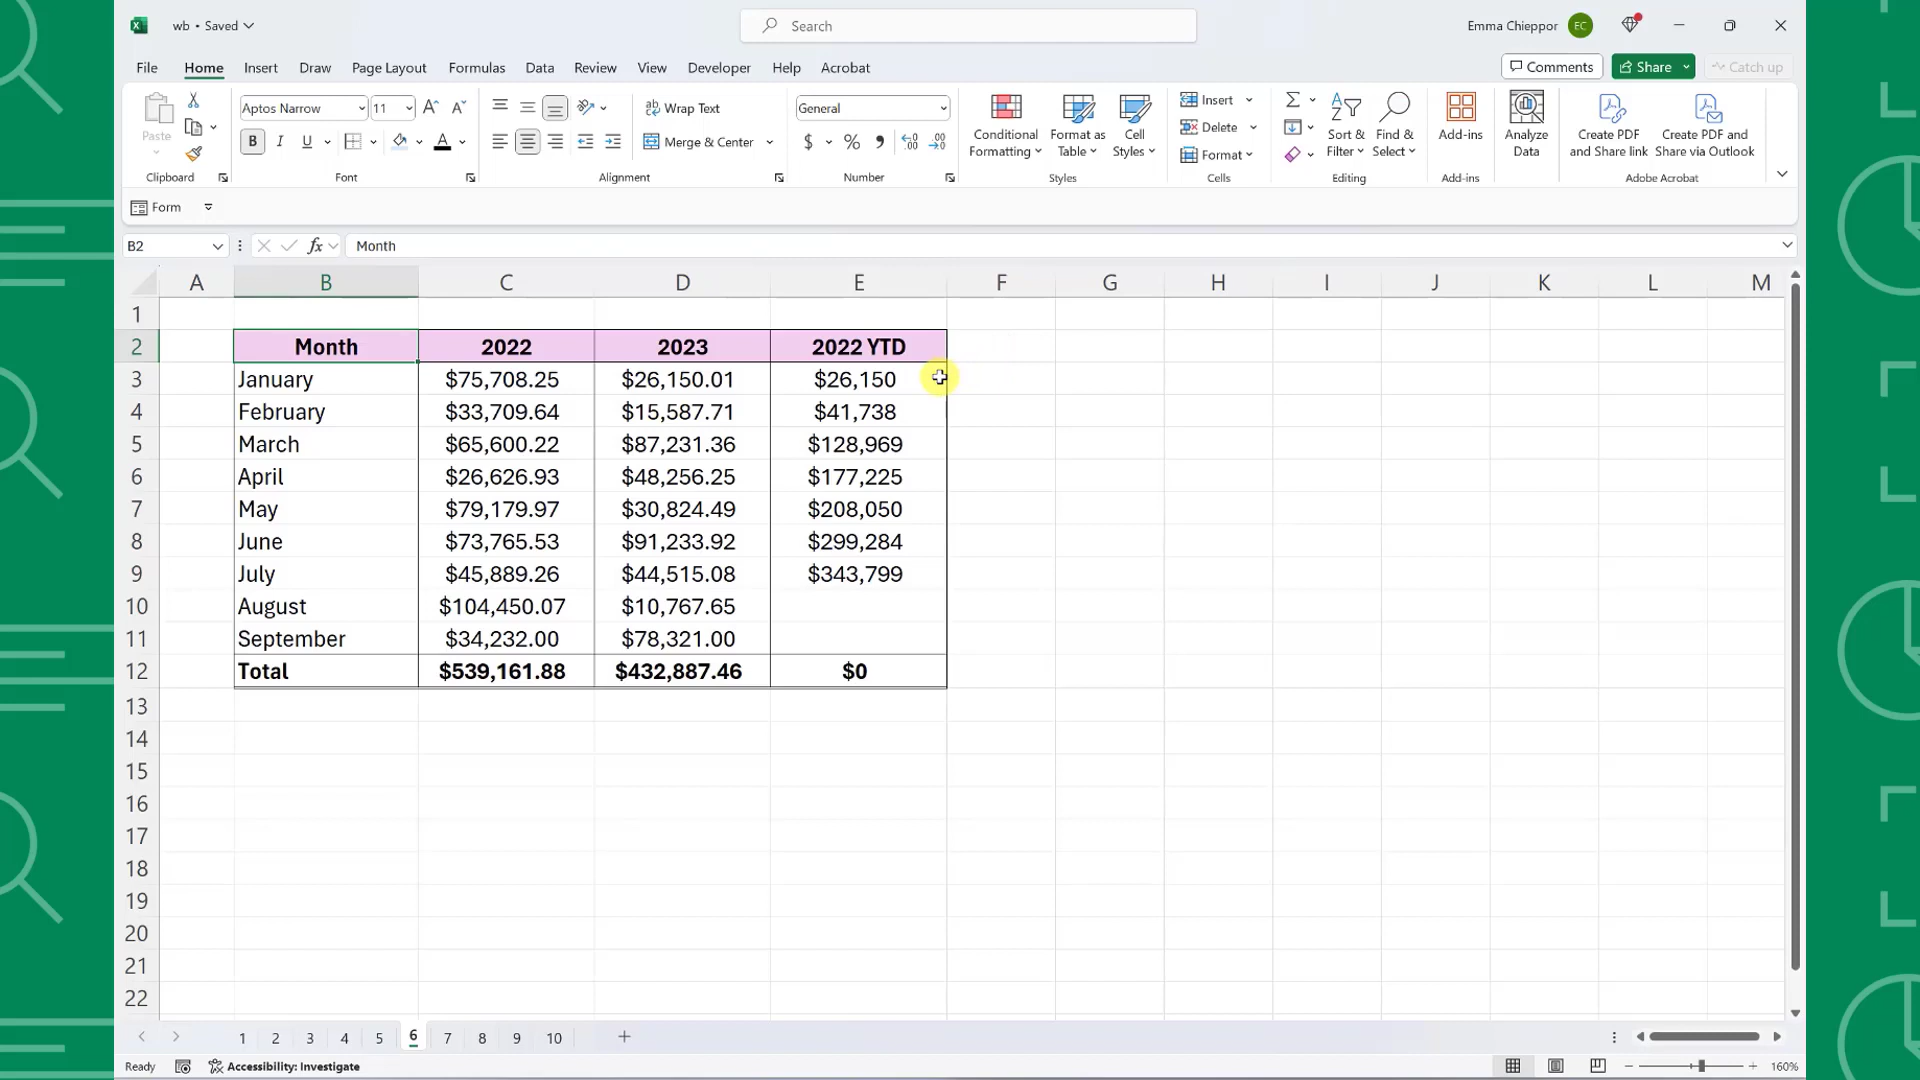 wb • Saved
Search
Emma Chieppor
EC
File
Home
Insert
Draw
Page Layout
Formulas
Data
Review
View
Developer
Help
Acrobat
Comments
Share
Catch up
Paste
Clipboard
Aptos Narrow
11
B I U
Font
Wrap Text
Merge & Center
Alignment
General
$ % ,
Number
Conditional
Formatting
Format as
Table
Cell
Styles
Styles
Insert
Delete
Format
Cells
Sort &
Filter
Find &
Select
Editing
Add-ins
Add-ins
Analyze
Data
Create PDF
and Share link
Create PDF and
Share via Outlook
Adobe Acrobat
Form
B2
fx
Month
A B C D E F G H I J K L M
1
2 Month 2022 2023 2022 YTD
3 January $75,708.25 $26,150.01 $26,150
4 February $33,709.64 $15,587.71 $41,738
5 March $65,600.22 $87,231.36 $128,969
6 April $26,626.93 $48,256.25 $177,225
7 May $79,179.97 $30,824.49 $208,050
8 June $73,765.53 $91,233.92 $299,284
9 July $45,889.26 $44,515.08 $343,799
10 August $104,450.07 $10,767.65
11 September $34,232.00 $78,321.00
12 Total $539,161.88 $432,887.46 $0
13
14
15
16
17
18
19
20
21
22
1 2 3 4 5 6 7 8 9 10
Ready
Accessibility: Investigate
160%